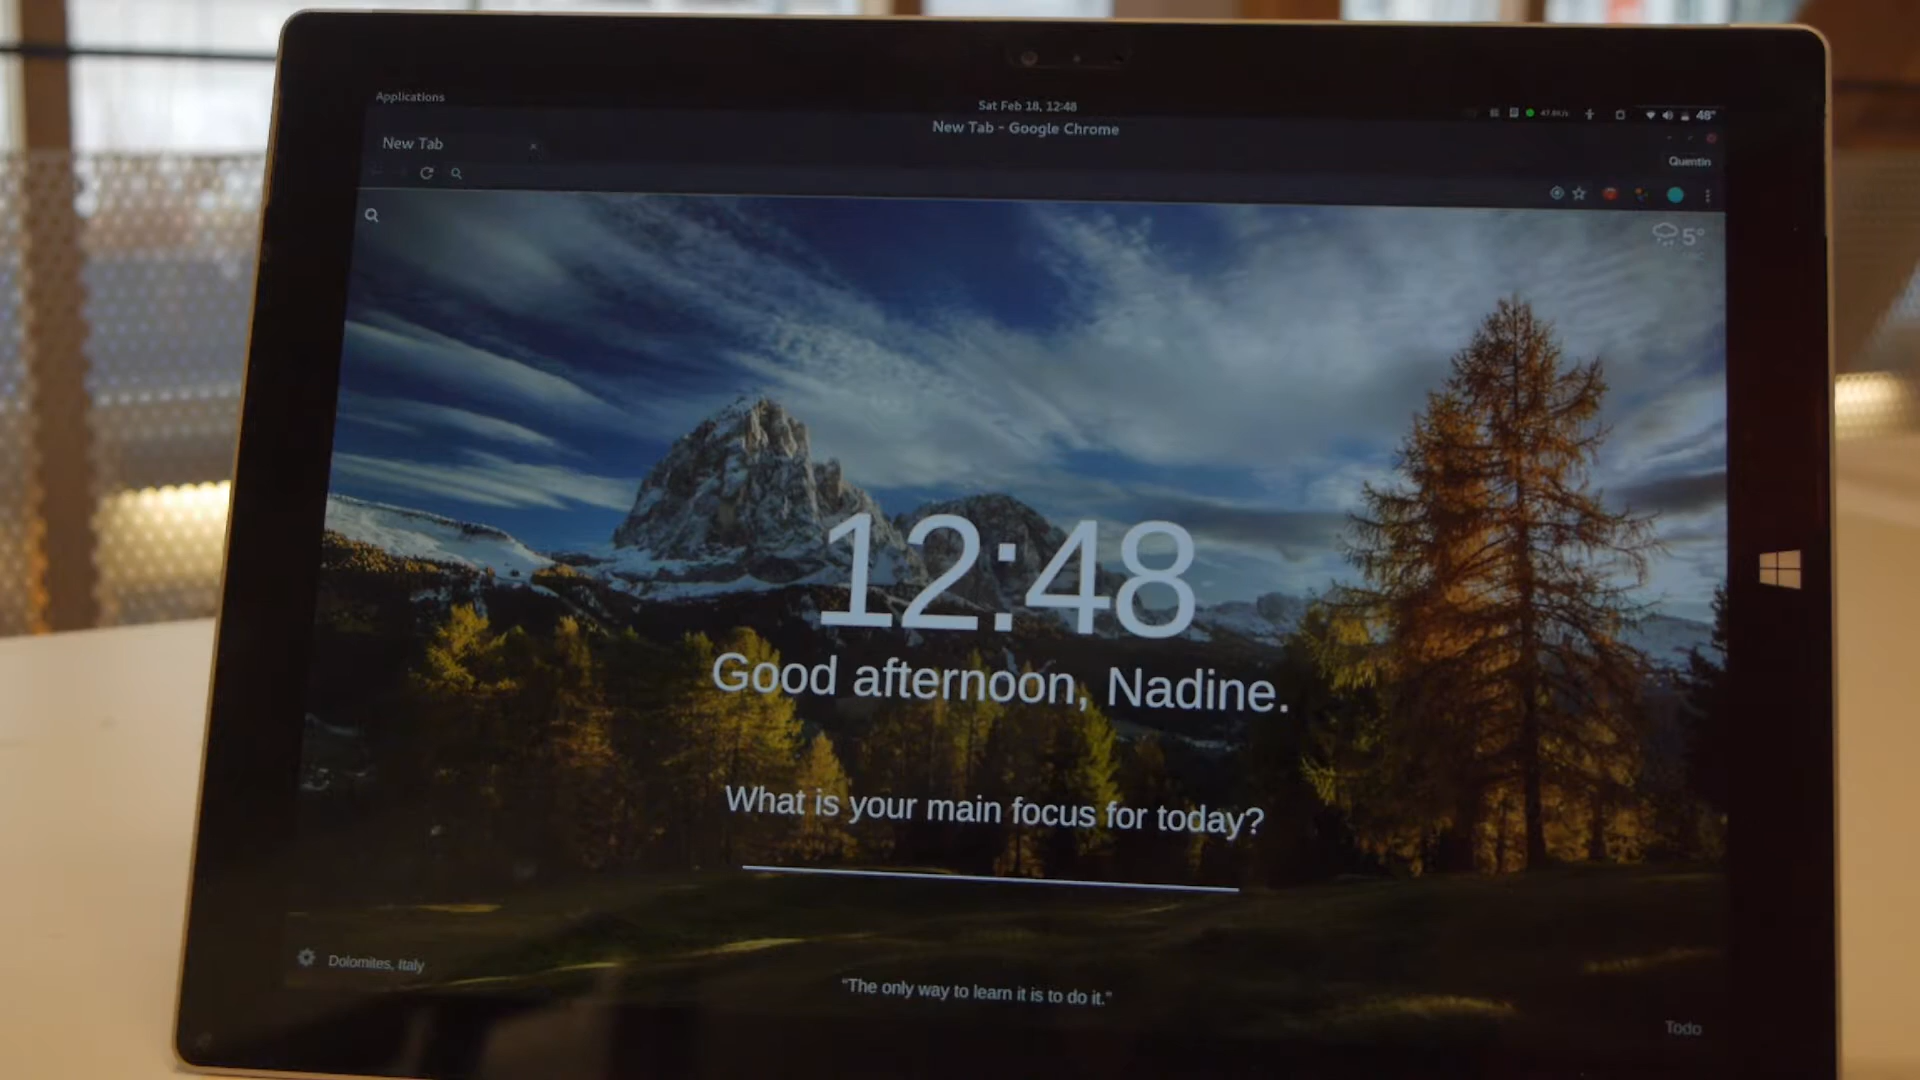 Applications
Sat Feb 18, 12:48
48°
New Tab - Google Chrome
New Tab
Quentin
5°
12:48
Good afternoon, Nadine.
What is your main focus for today?
Dolomites, Italy
“The only way to learn it is to do it.”
Todo